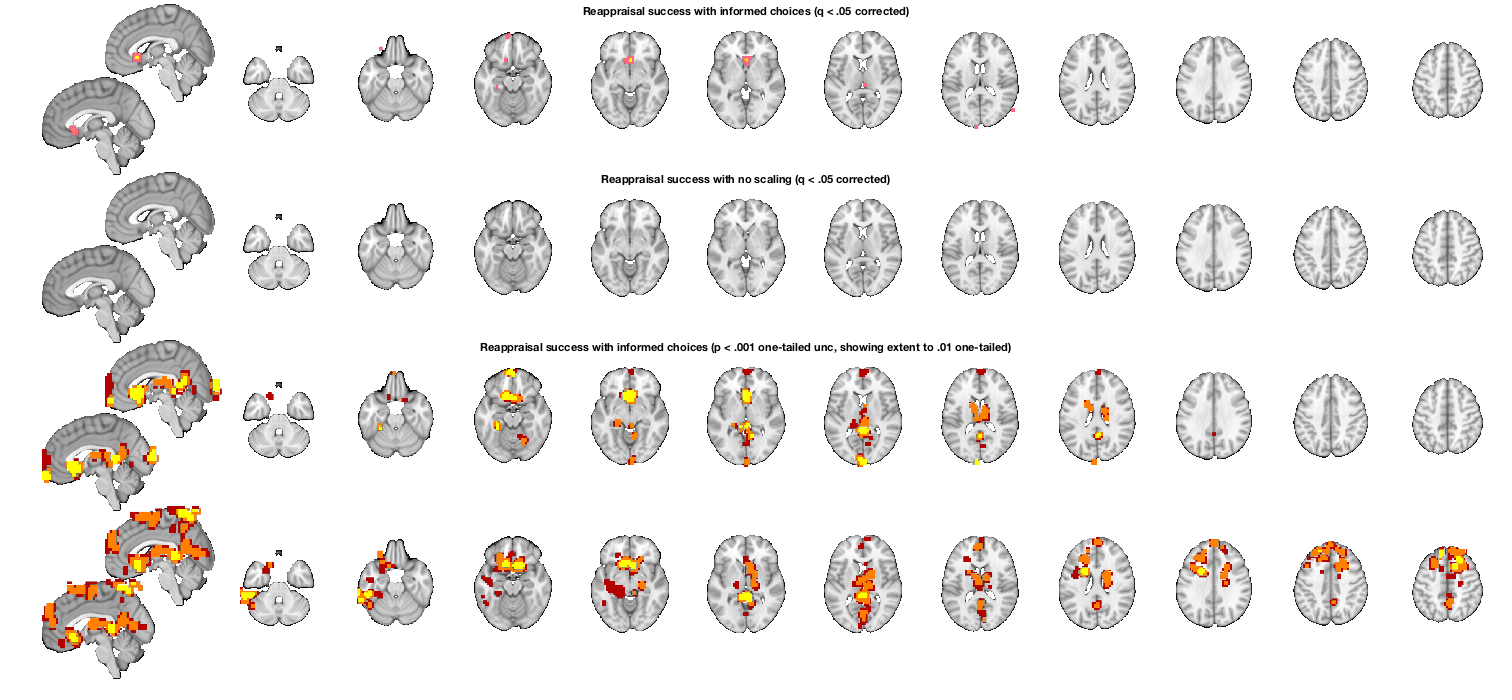 Reappraisal success with informed choices (q < .05 corrected)
Reappraisal success with no scaling (q < .05 corrected)
Reappraisal success with informed choices (p < .001 one-tailed unc, showing extent to .01 one-tailed)